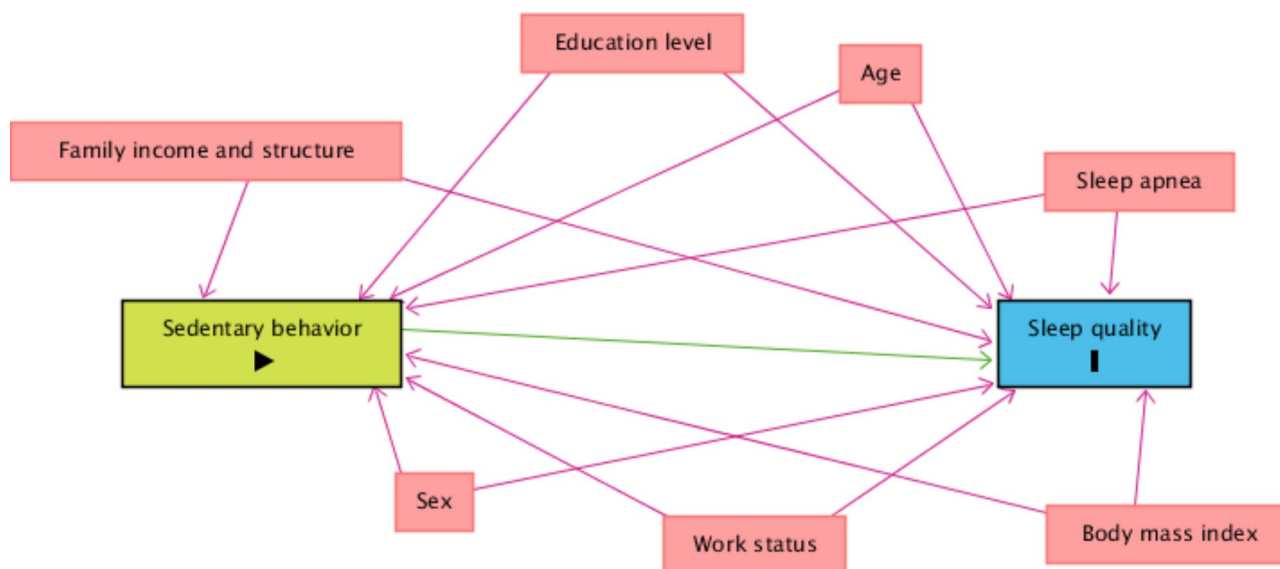 Education level
Age
Family income and structure
Sleep apnea
Sedentary behavior
Sleep quality
Sex
Work status
Body mass index